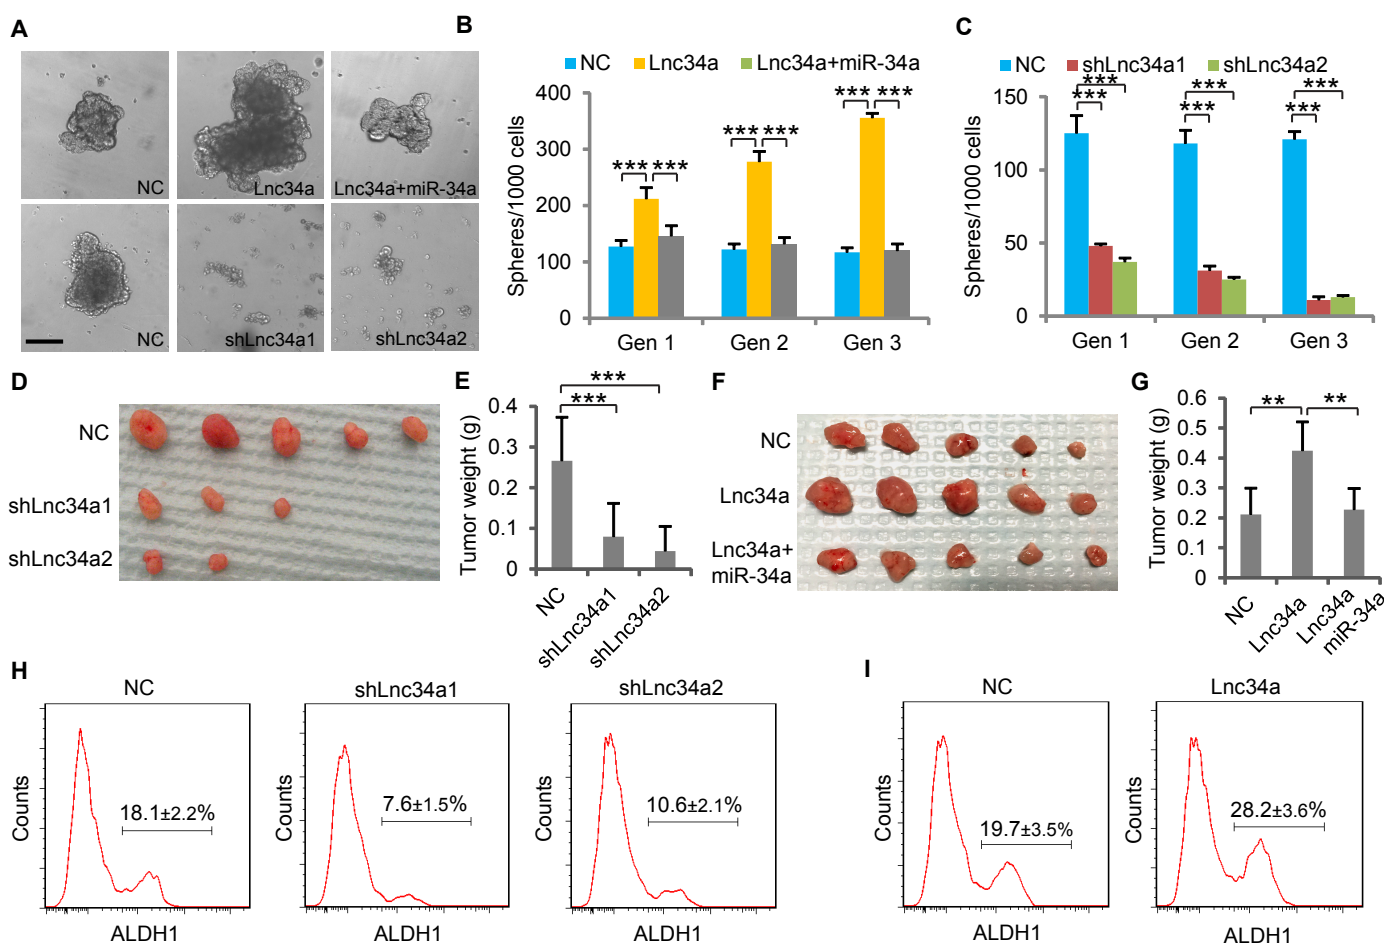 A
NC
Lnc34a
Lnc34a+miR-34a
NC
shLnc34a1
shLnc34a2
B
NC Lnc34a Lnc34a+miR-34a
Spheres/1000 cells
400
300
200
100
0
*** ***
*** ***
*** ***
Gen 1 Gen 2 Gen 3
C
NC shLnc34a1 shLnc34a2
Spheres/1000 cells
150
100
50
0
***
***
***
***
***
***
Gen 1 Gen 2 Gen 3
D
NC
shLnc34a1
shLnc34a2
E
Tumor weight (g)
0.4
0.3
0.2
0.1
0
***
***
NC
shLnc34a1
shLnc34a2
F
NC
Lnc34a
Lnc34a+
miR-34a
G
Tumor weight (g)
0.6
0.5
0.4
0.3
0.2
0.1
0
** **
NC
Lnc34a
Lnc34a
miR-34a
H
NC
Counts
18.1±2.2%
ALDH1
shLnc34a1
Counts
7.6±1.5%
ALDH1
shLnc34a2
Counts
10.6±2.1%
ALDH1
I
NC
Counts
19.7±3.5%
ALDH1
Lnc34a
Counts
28.2±3.6%
ALDH1